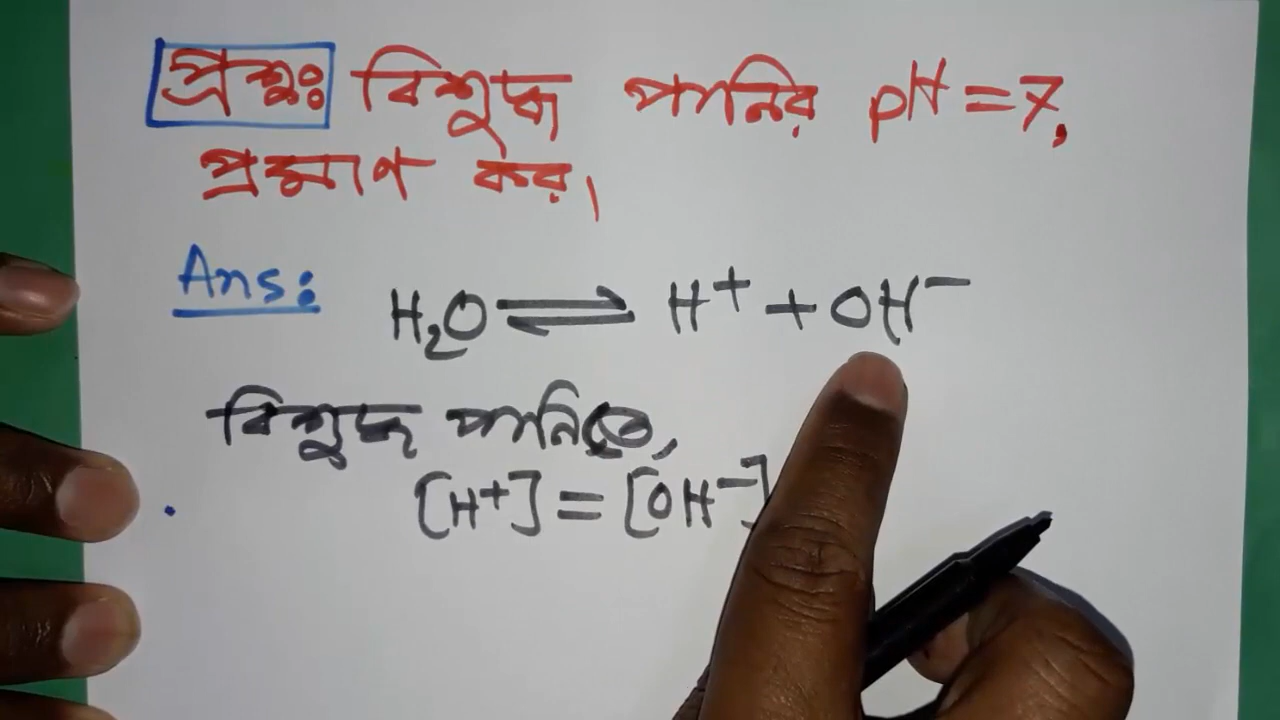 প্রশ্নঃ বিশুদ্ধ পানির pH = 7,
প্রমাণ কর।
Ans: H₂O ⇌ H⁺ + OH⁻
বিশুদ্ধ পানিতে,
[H⁺] = [OH⁻]